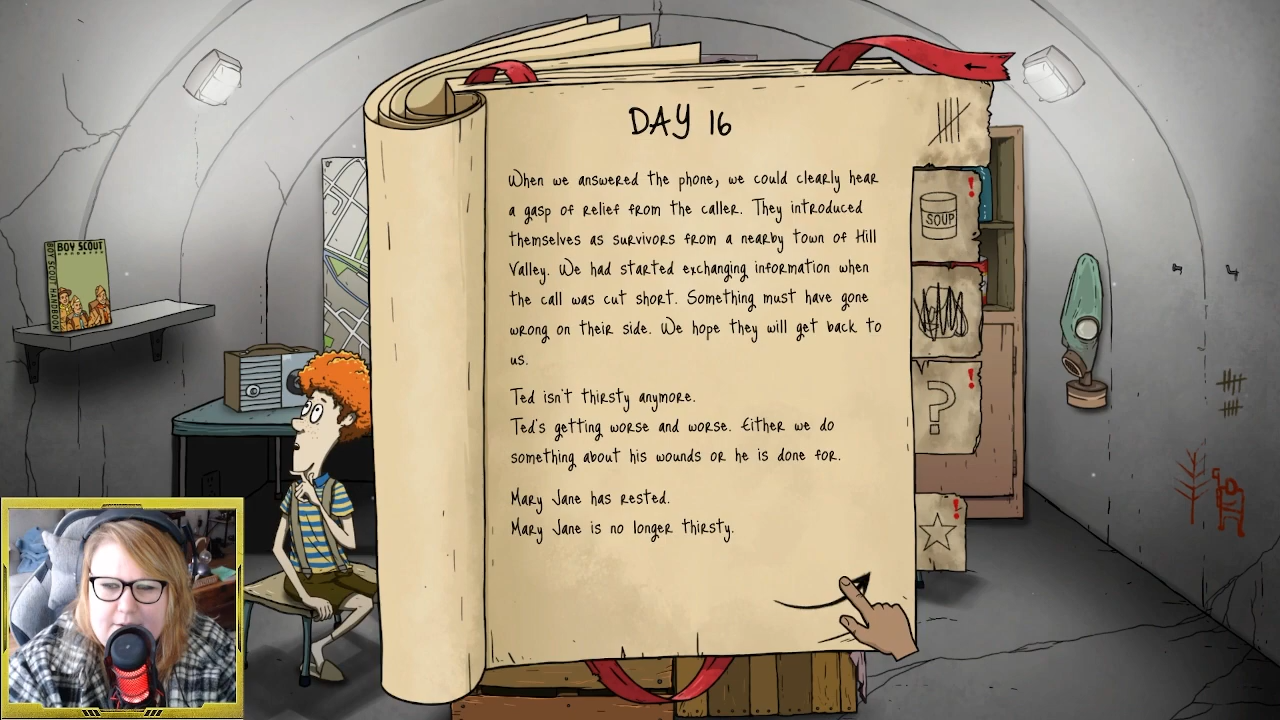 DAY 16
When we answered the phone, we could clearly hear
a gasp of relief from the caller. They introduced
themselves as survivors from a nearby town of Hill
Valley. We had started exchanging information when
the call was cut short. Something must have gone
wrong on their side. We hope they will get back to
us.
Ted isn't thirsty anymore.
Ted's getting worse and worse. Either we do
something about his wounds or he is done for.
Mary Jane has rested.
Mary Jane is no longer thirsty.
SOUP
!
!
?
!
BOY SCOUT
HANDBOOK
BOY SCOUT HANDBOOK